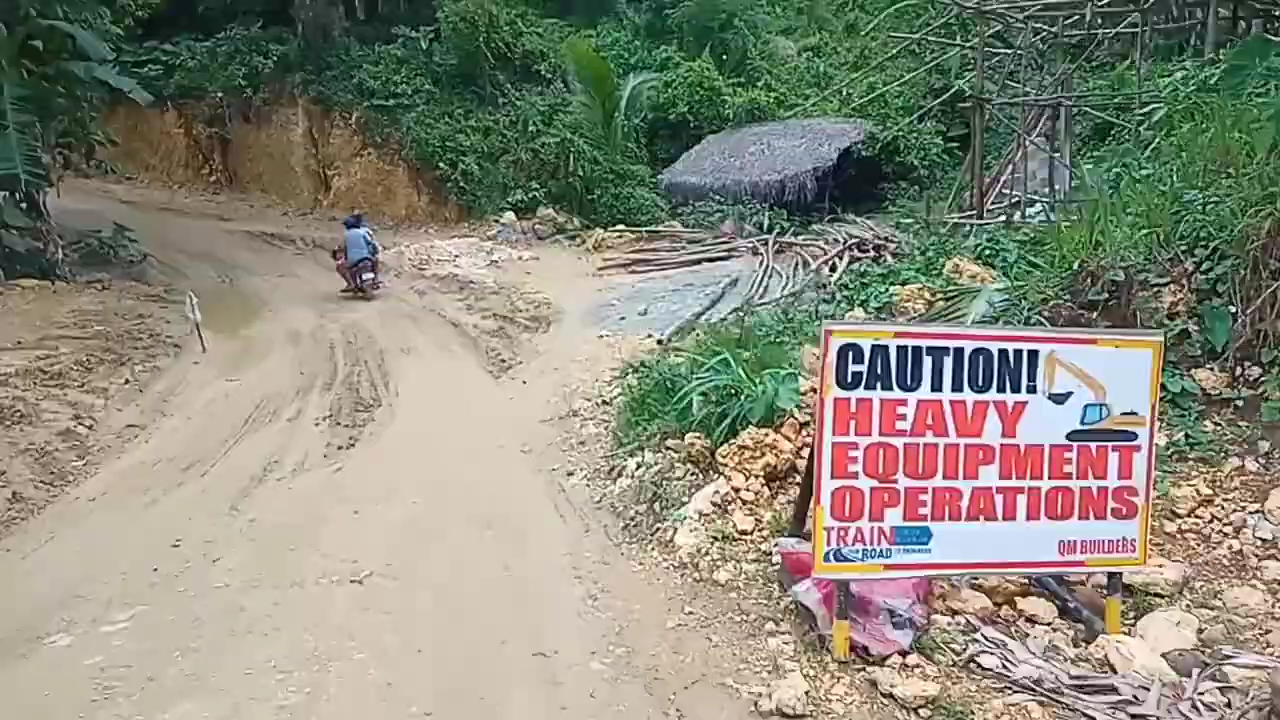 CAUTION!
HEAVY
EQUIPMENT
OPERATIONS
TRAIN
ROAD
QM BUILDERS